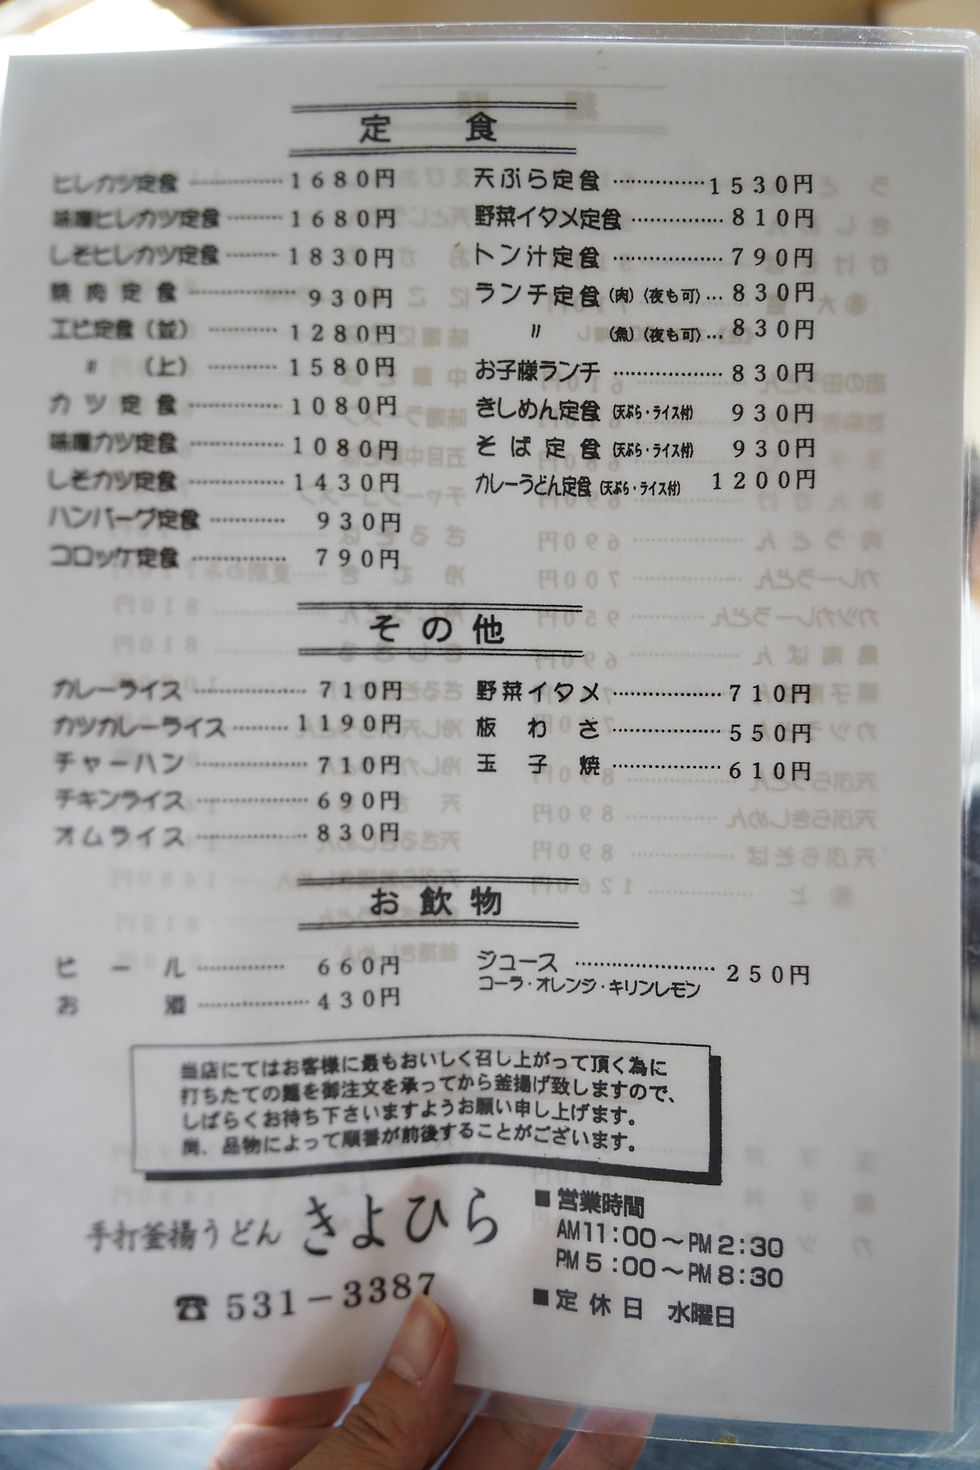 定食
ヒレカツ定食 ………… 1680円
味噌ヒレカツ定食 ……… 1680円
しそヒレカツ定食 ……… 1830円
焼肉定食 ………… 930円
エビ定食（並） ………… 1280円
〃（上） ………… 1580円
カツ定食 ………… 1080円
味噌カツ定食 ………… 1080円
しそカツ定食 ………… 1430円
ハンバーグ定食 ………… 930円
コロッケ定食 ………… 790円
天ぷら定食 ………… 1530円
野菜イタメ定食 ………… 810円
トン汁定食 ………… 790円
ランチ定食（肉）（夜も可）… 830円
〃（魚）（夜も可）… 830円
お子様ランチ ………… 830円
きしめん定食（天ぷら・ライス付） 930円
そば定食（天ぷら・ライス付） 930円
カレーうどん定食（天ぷら・ライス付） 1200円
その他
カレーライス ………… 710円
カツカレーライス ……… 1190円
チャーハン ………… 710円
チキンライス ………… 690円
オムライス ………… 830円
野菜イタメ ………… 710円
板わさ ………… 550円
玉子焼 ………… 610円
お飲物
ビール ………… 660円
お酒 ………… 430円
ジュース ………… 250円
コーラ・オレンジ・キリンレモン
当店にてはお客様に最もおいしく召し上がって頂く為に
打ちたての麺を御注文を承ってから釜揚げ致しますので、
しばらくお待ち下さいますようお願い申し上げます。
尚、品物によって順番が前後することがございます。
手打釜揚うどん きよひら
☎ 531－3387
■営業時間
AM11:00～PM2:30
PM5:00～PM8:30
■定休日 水曜日